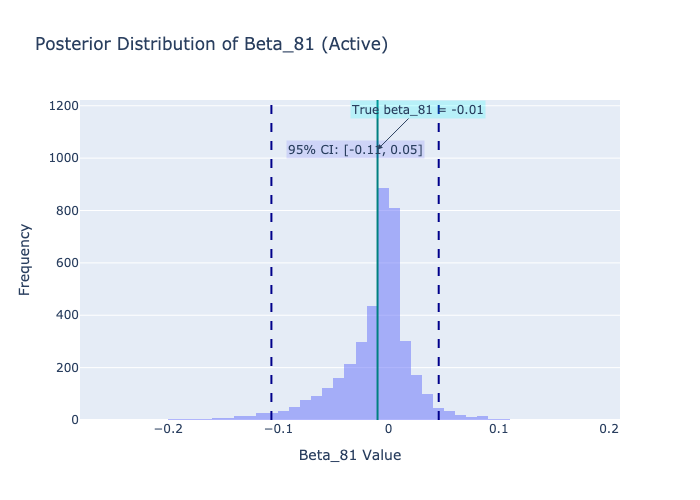 Posterior Distribution of Beta_81 (Active)
True beta_81 = -0.01
95% CI: [-0.11, 0.05]
1200
1000
800
600
400
200
0
Frequency
−0.2
−0.1
0
0.1
0.2
Beta_81 Value